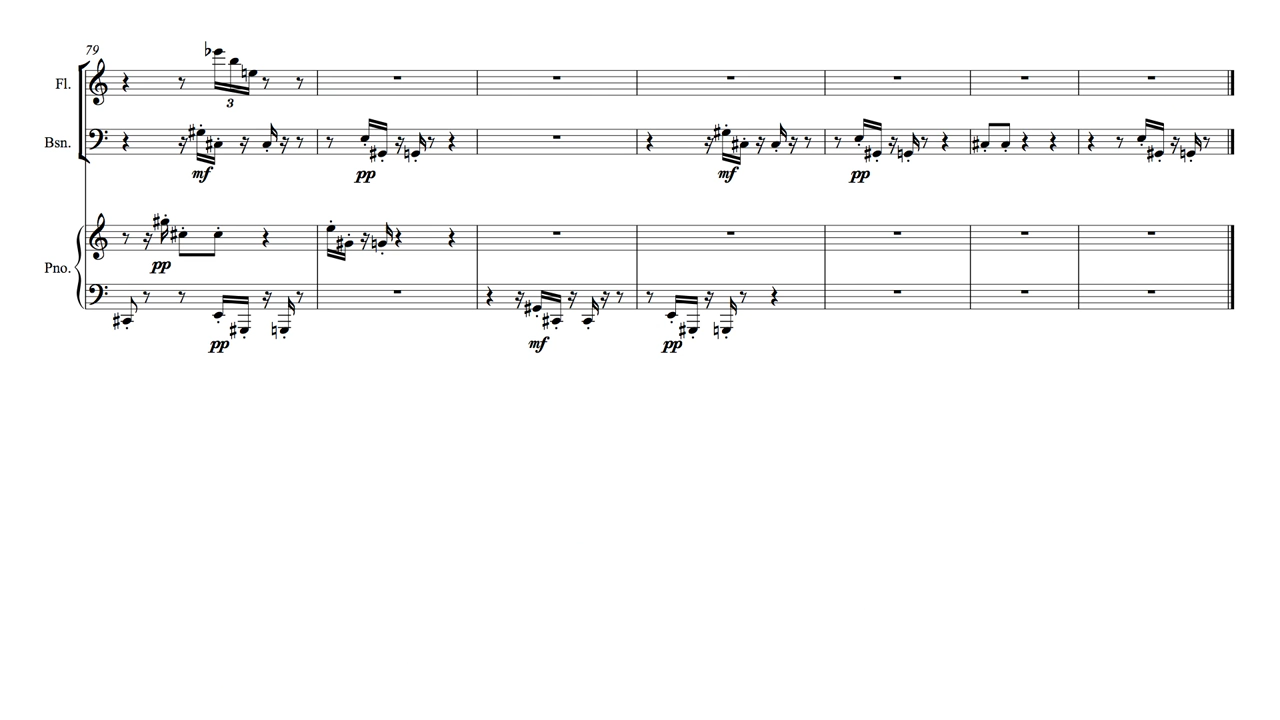 79
Fl.
3
Bsn.
mf pp mf pp
Pno.
pp
pp mf pp